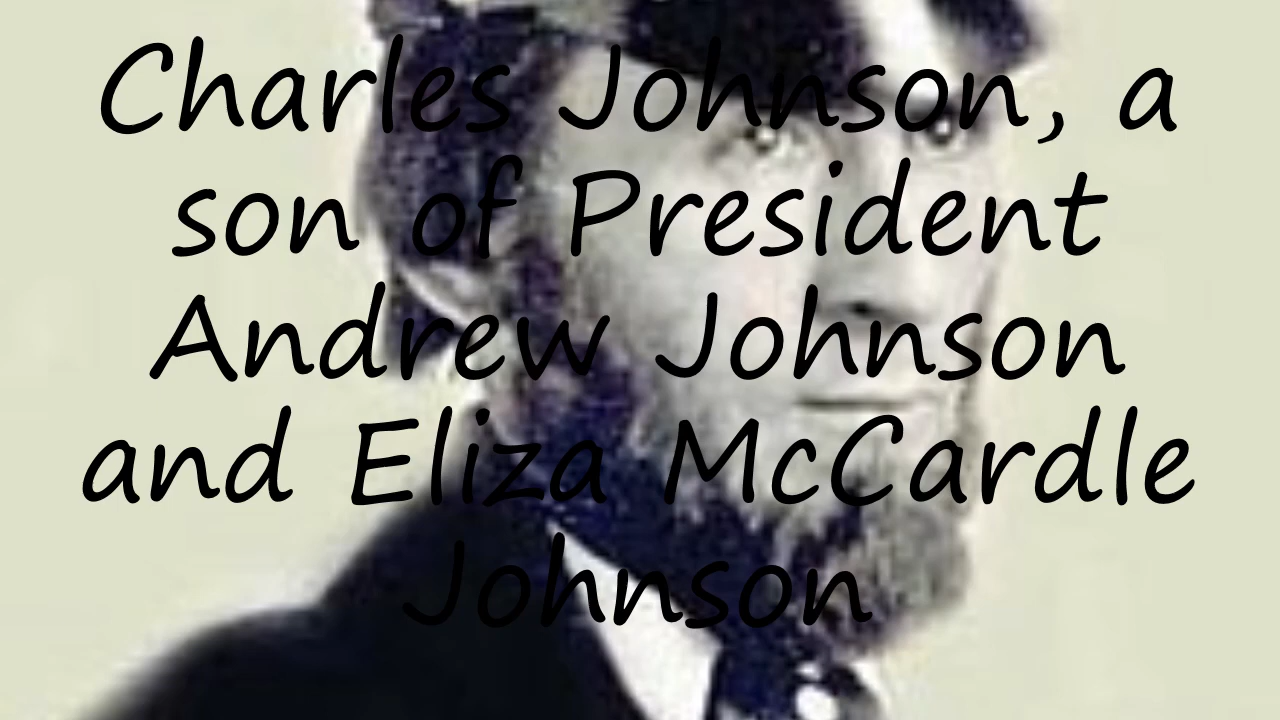 Charles Johnson, a
son of President
Andrew Johnson
and Eliza McCardle
Johnson